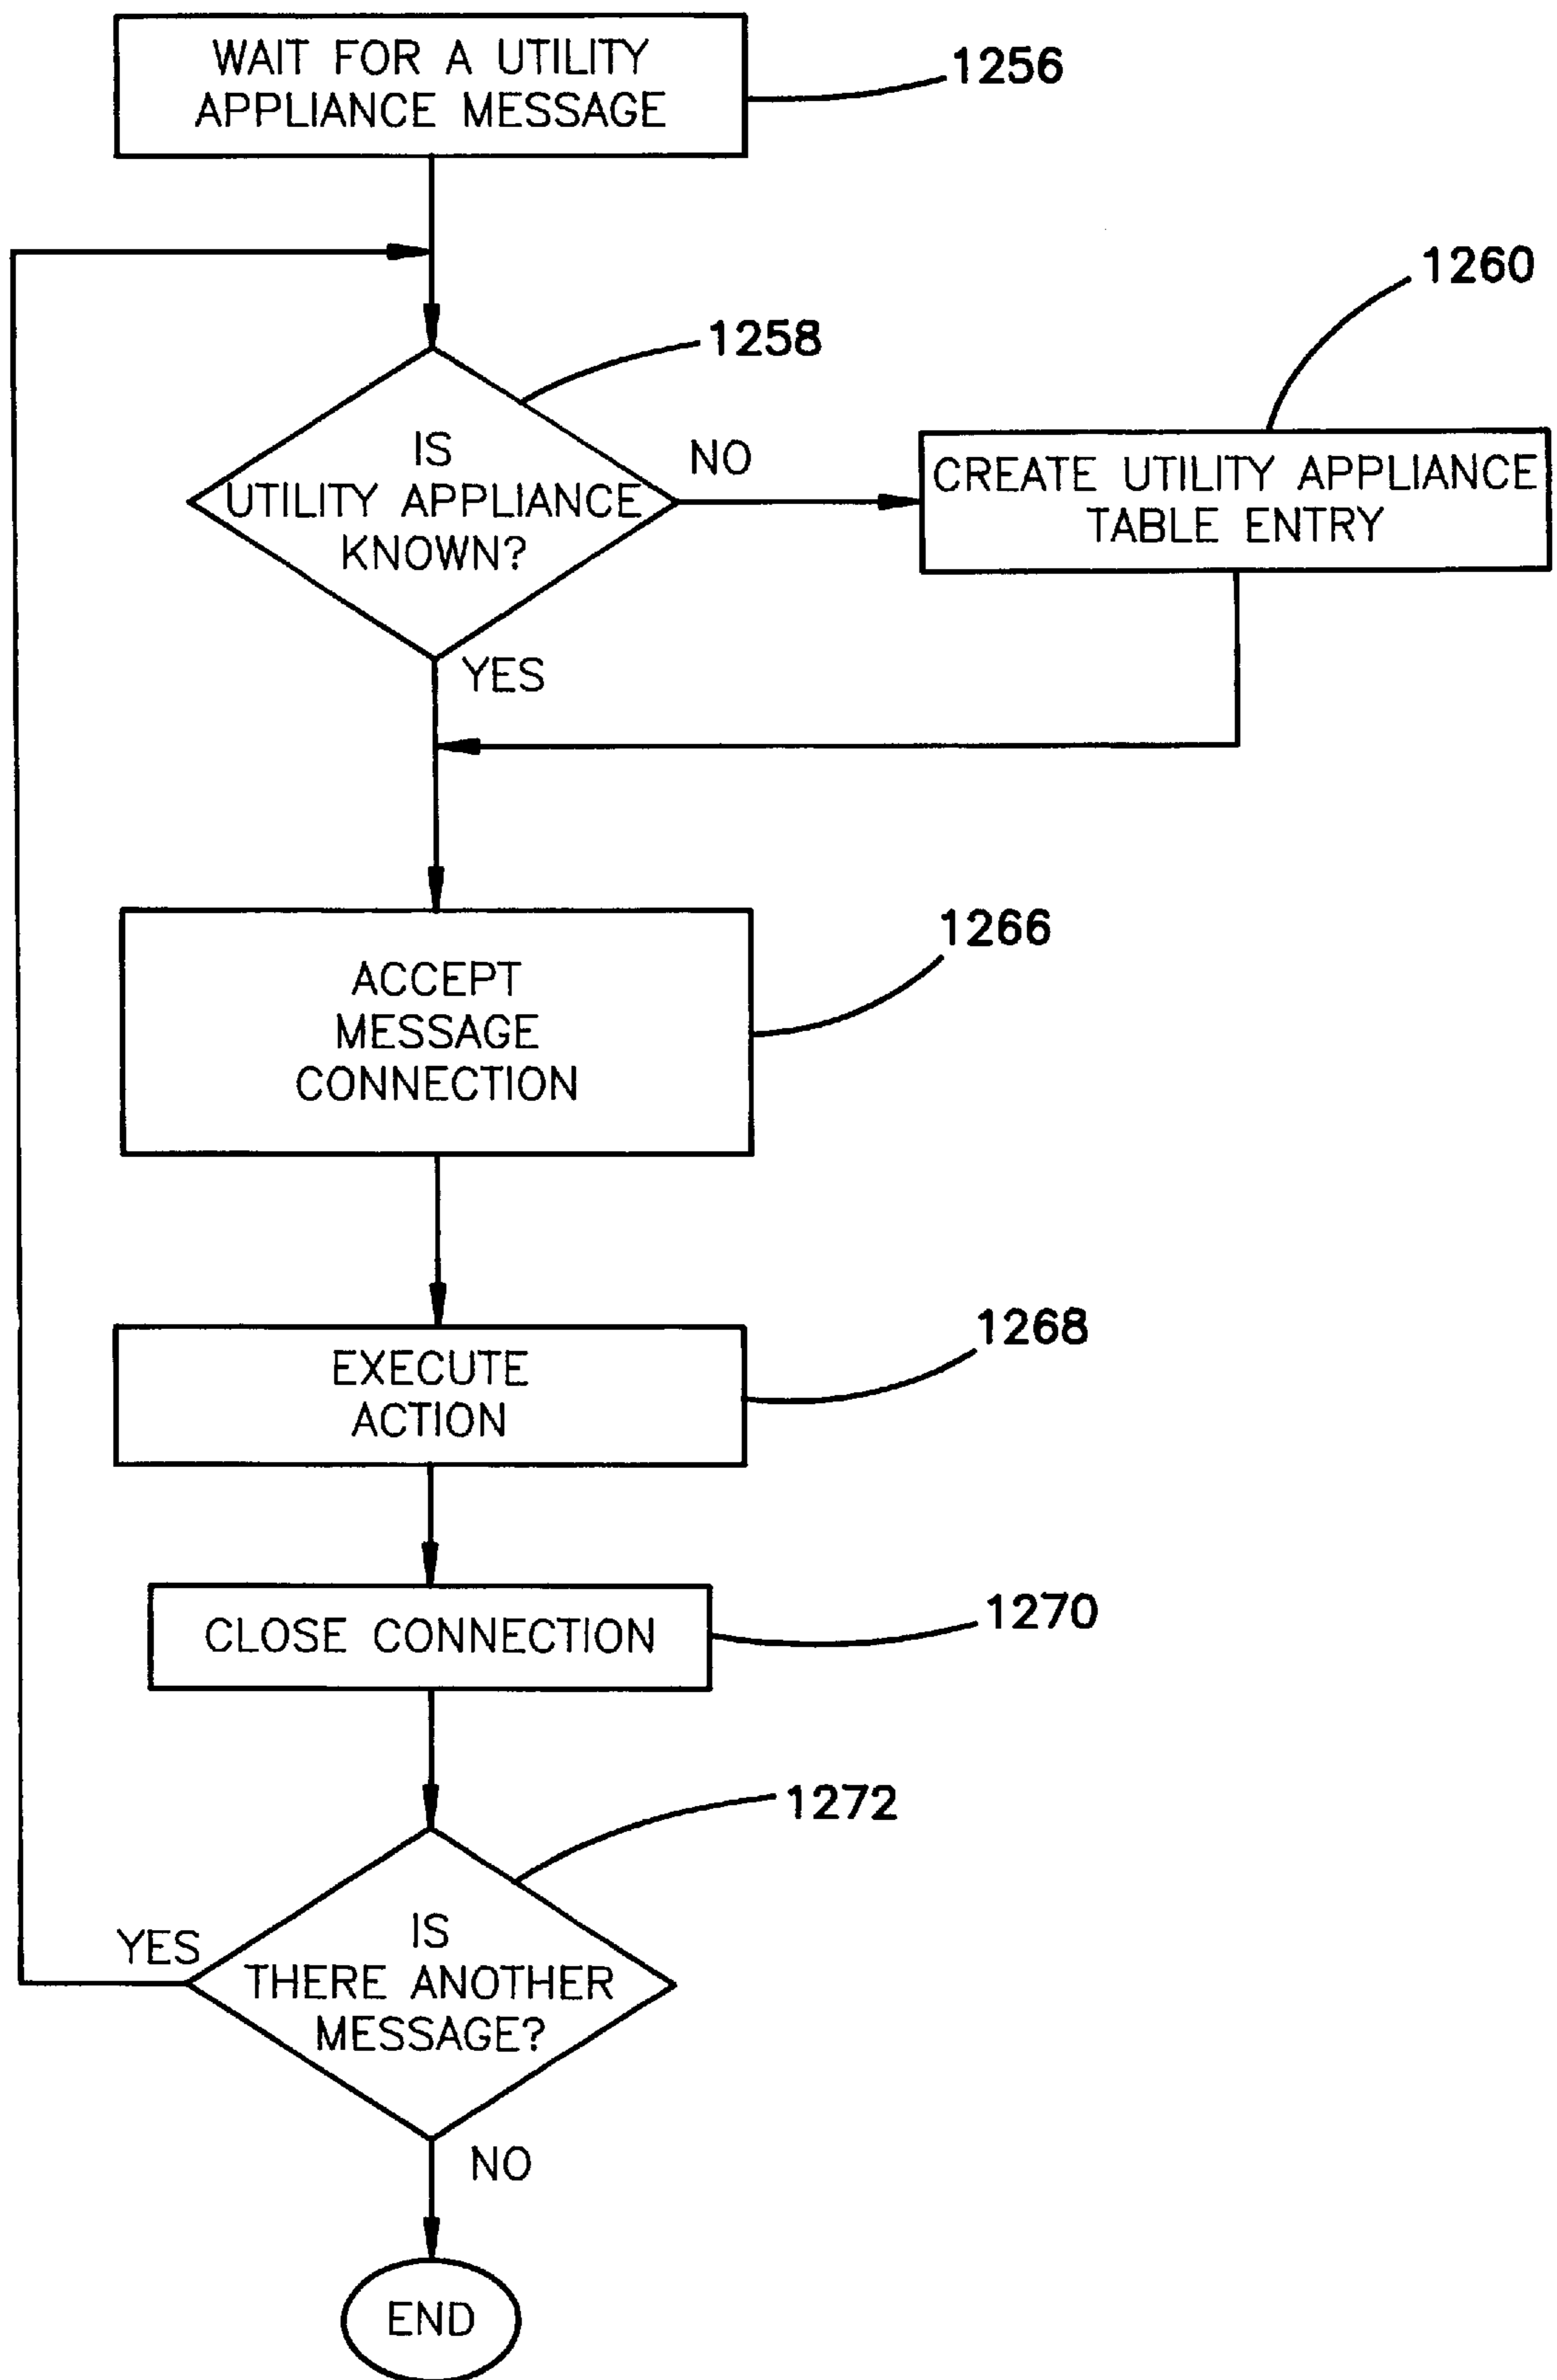 WAIT FOR A UTILITY
APPLIANCE MESSAGE
1256
1258
1260
IS
UTILITY APPLIANCE
KNOWN?
NO
CREATE UTILITY APPLIANCE
TABLE ENTRY
YES
1266
ACCEPT
MESSAGE
CONNECTION
1268
EXECUTE
ACTION
1270
CLOSE CONNECTION
1272
YES
IS
THERE ANOTHER
MESSAGE?
NO
END